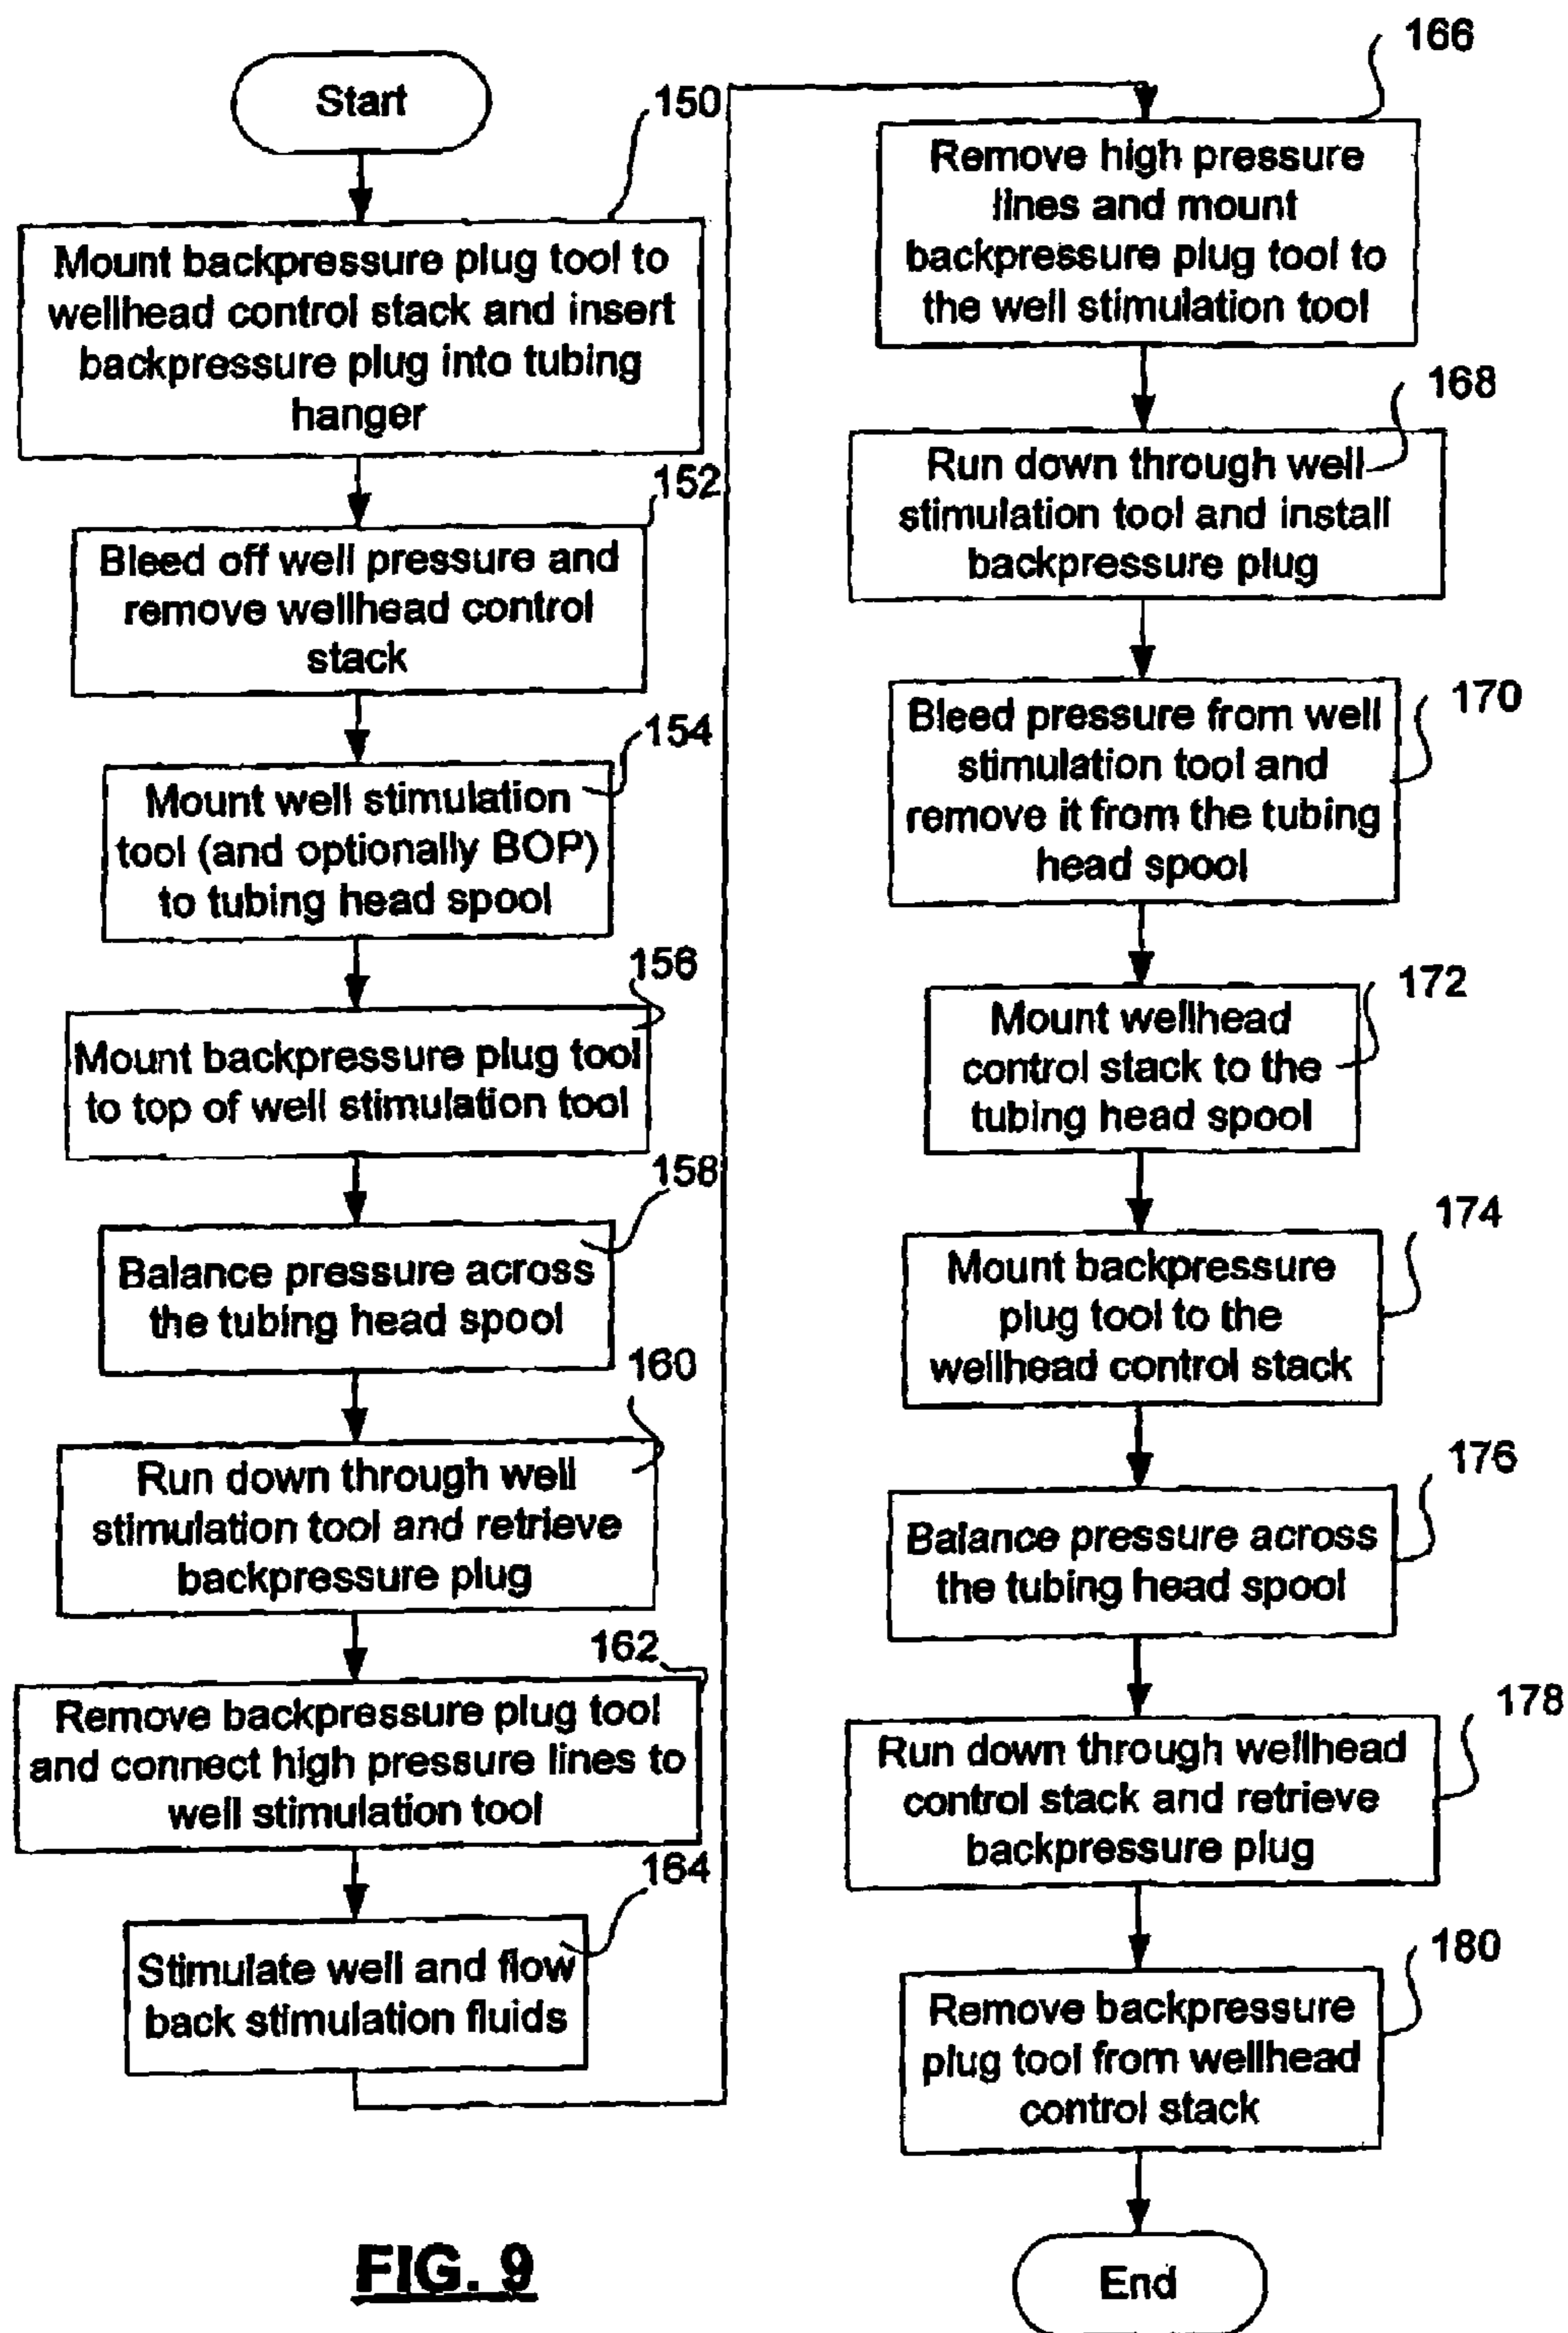 Start
150
Mount backpressure plug tool to
wellhead control stack and insert
backpressure plug into tubing
hanger
152
Bleed off well pressure and
remove wellhead control
stack
154
Mount well stimulation
tool (and optionally BOP)
to tubing head spool
156
Mount backpressure plug tool
to top of well stimulation tool
158
Balance pressure across
the tubing head spool
160
Run down through well
stimulation tool and retrieve
backpressure plug
162
Remove backpressure plug tool
and connect high pressure lines to
well stimulation tool
164
Stimulate well and flow
back stimulation fluids
166
Remove high pressure
lines and mount
backpressure plug tool to
the well stimulation tool
168
Run down through well
stimulation tool and install
backpressure plug
170
Bleed pressure from well
stimulation tool and
remove it from the tubing
head spool
172
Mount wellhead
control stack to the
tubing head spool
174
Mount backpressure
plug tool to the
wellhead control stack
176
Balance pressure across
the tubing head spool
178
Run down through wellhead
control stack and retrieve
backpressure plug
180
Remove backpressure
plug tool from wellhead
control stack
End
FIG. 9